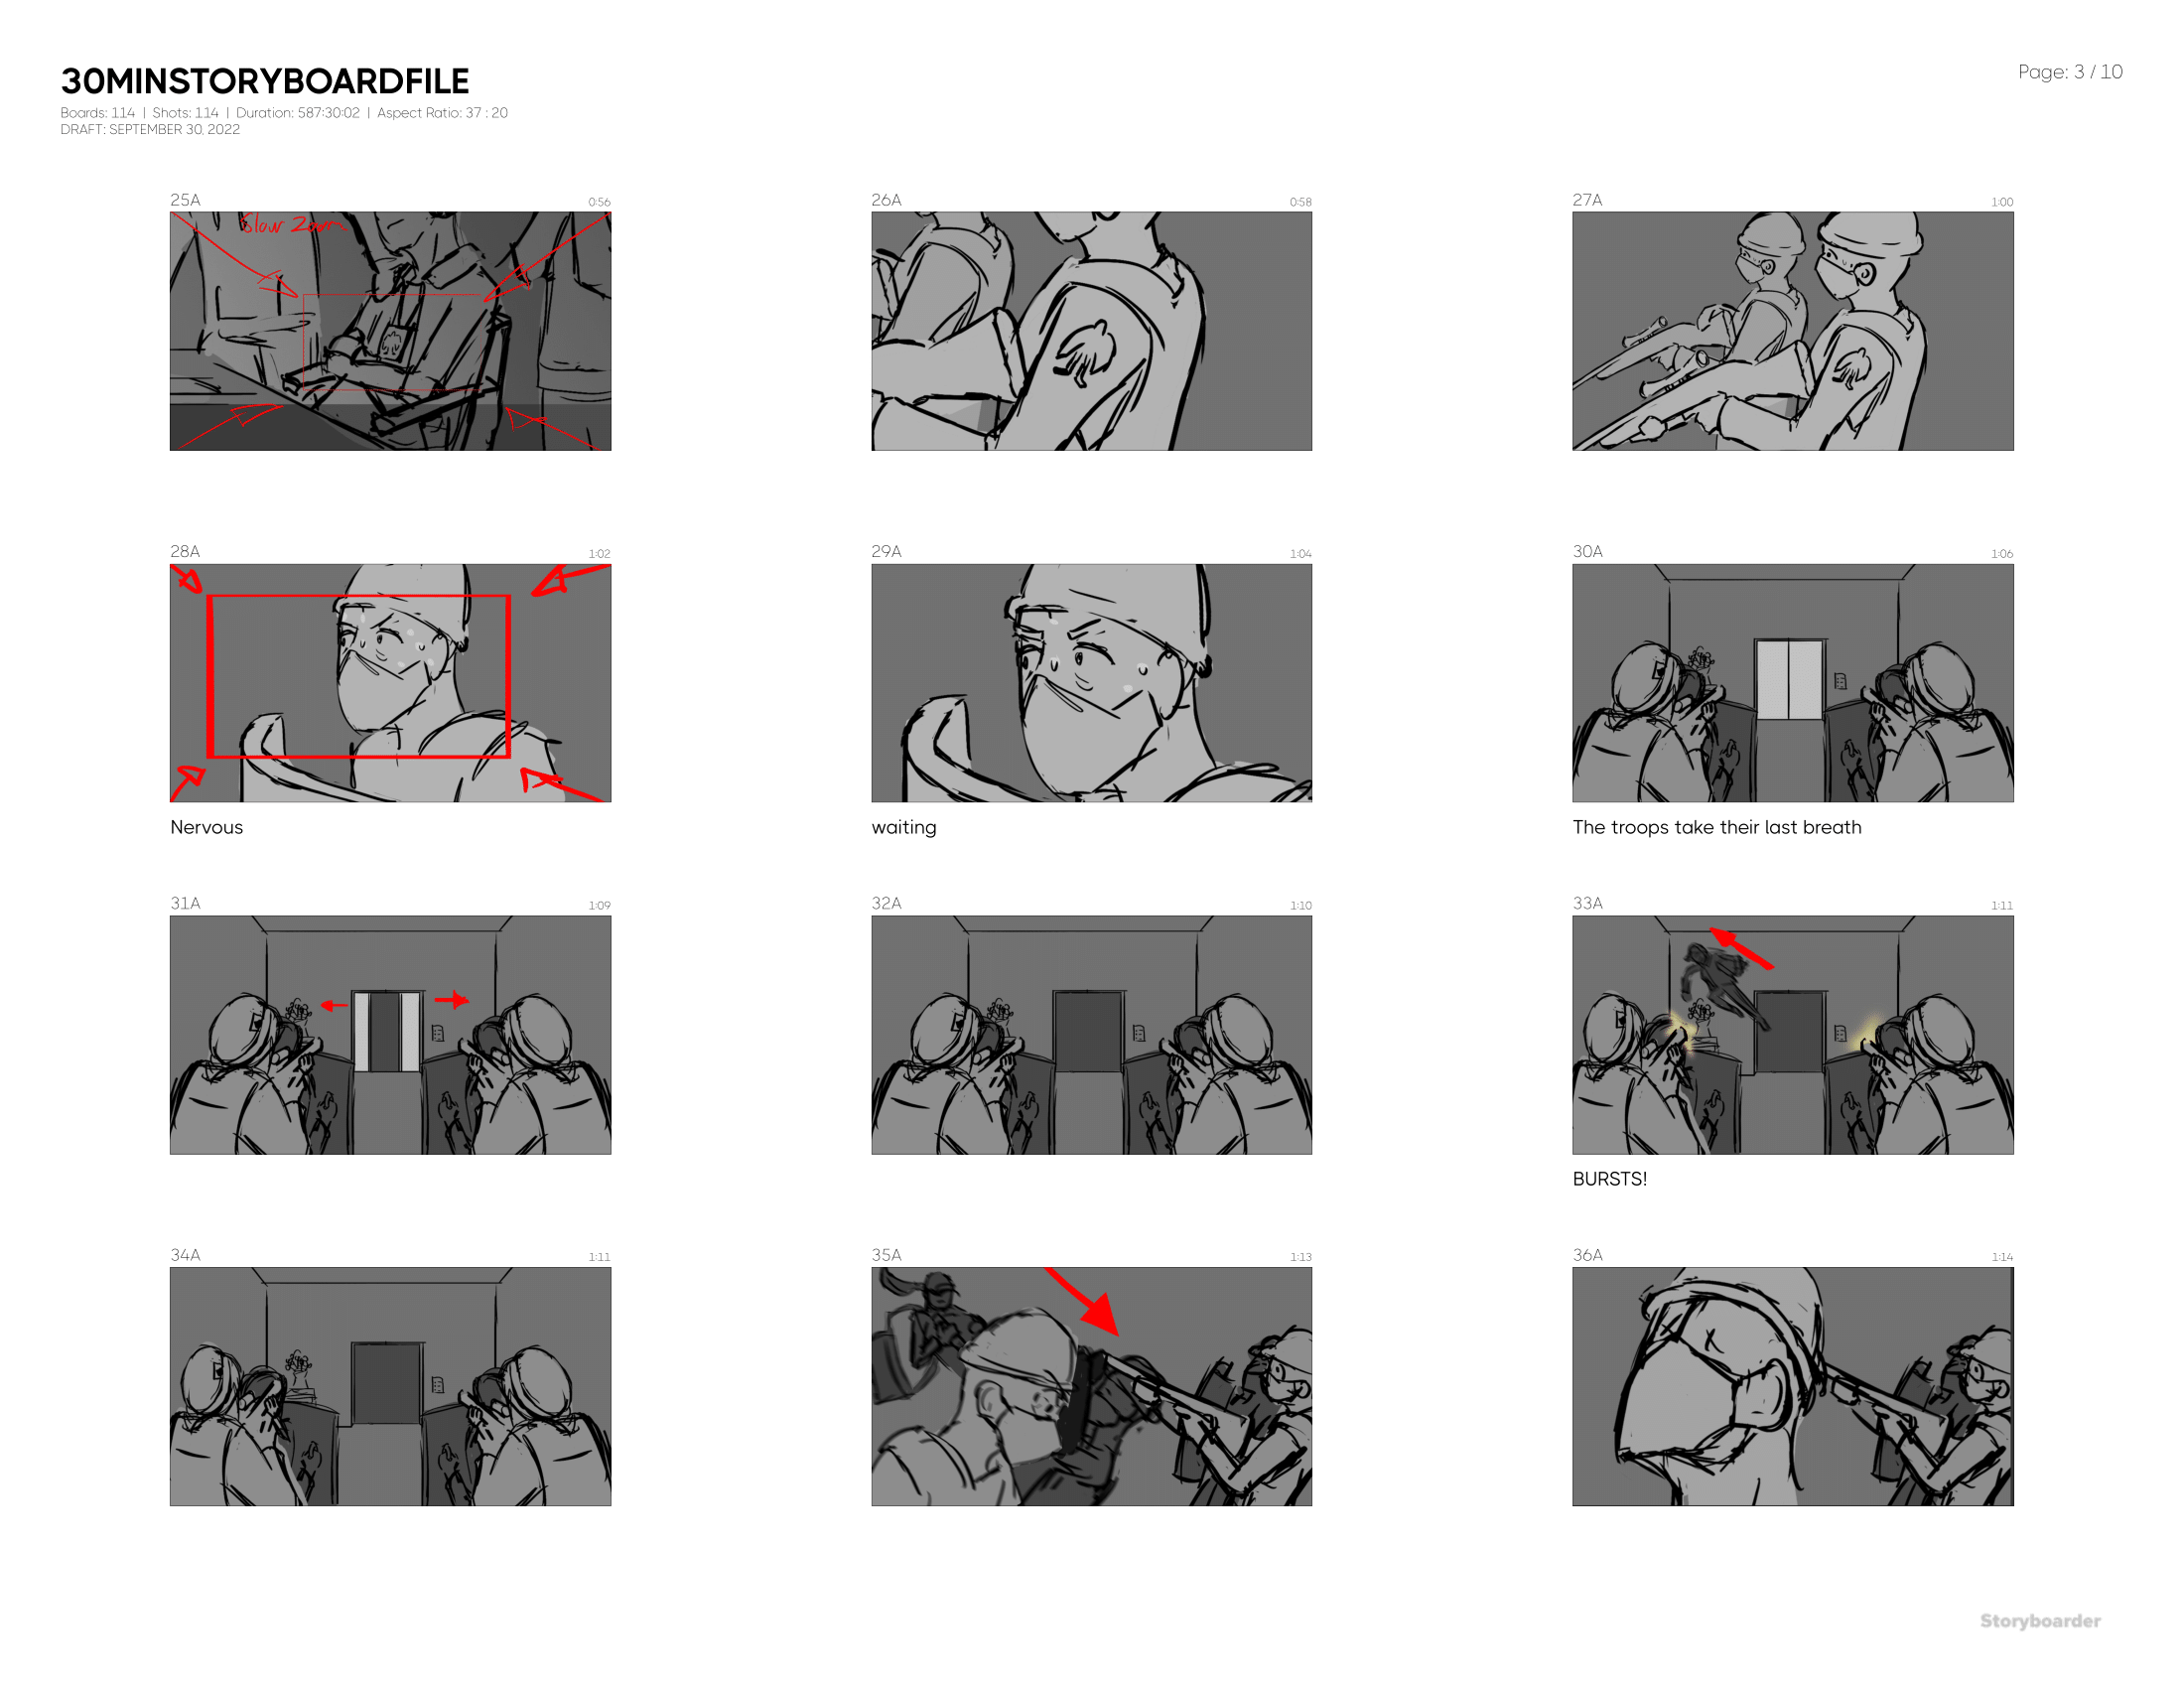 30MINSTORYBOARDFILE
Page: 3 / 10
Boards: 114 | Shots: 114 | Duration: 587:30:02 | Aspect Ratio: 37 : 20
DRAFT: SEPTEMBER 30, 2022
25A 0:56
26A 0:58
27A 1:00
Slow Zoom
28A 1:02
29A 1:04
30A 1:06
Nervous
waiting
The troops take their last breath
31A 1:09
32A 1:10
33A 1:11
BURSTS!
34A 1:11
35A 1:13
36A 1:14
Storyboarder